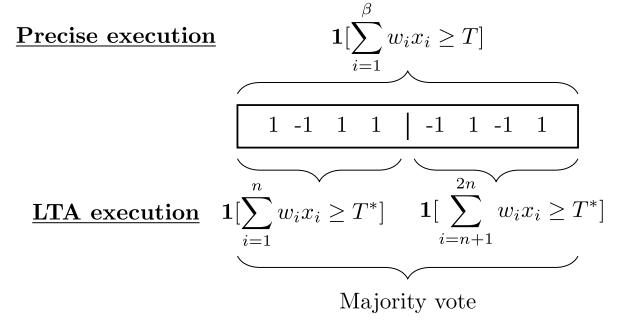 Precise execution 1[∑_{i=1}^{β} w_i x_i ≥ T]
1 -1 1 1 | -1 1 -1 1
LTA execution 1[∑_{i=1}^{n} w_i x_i ≥ T*] 1[∑_{i=n+1}^{2n} w_i x_i ≥ T*]
Majority vote